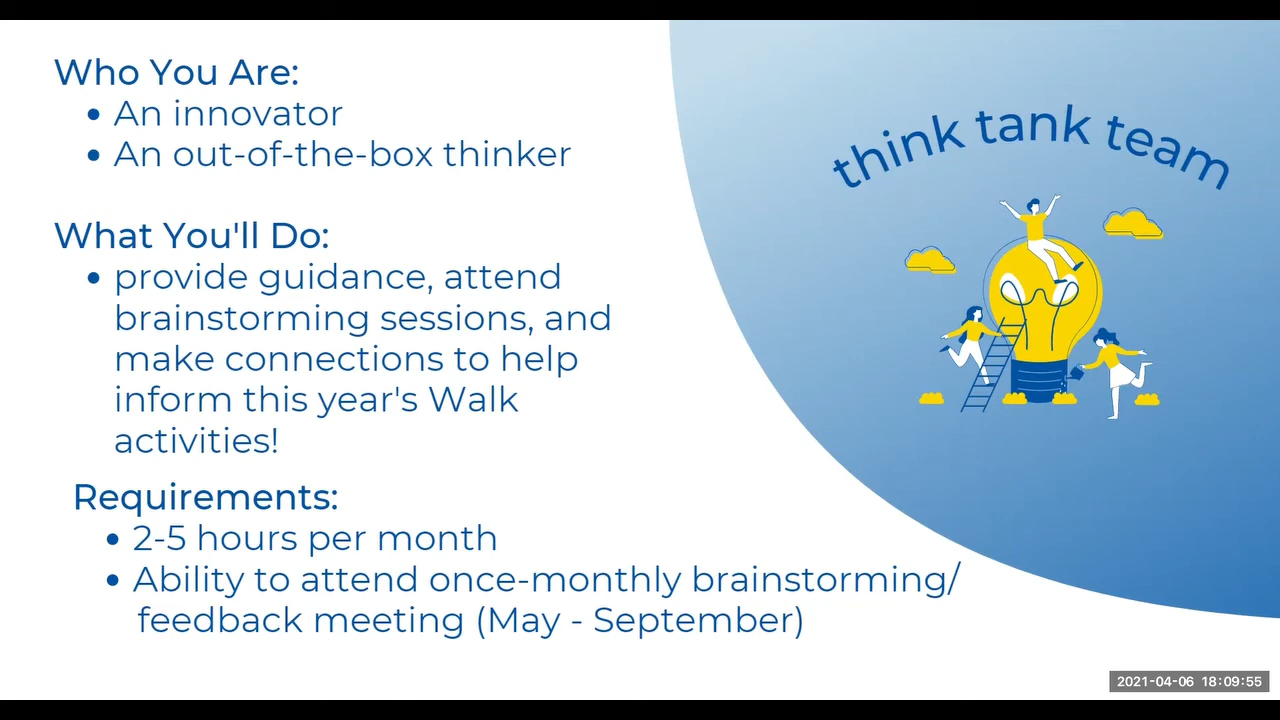 Who You Are:
• An innovator
• An out-of-the-box thinker
What You'll Do:
• provide guidance, attend
brainstorming sessions, and
make connections to help
inform this year's Walk
activities!
Requirements:
• 2-5 hours per month
• Ability to attend once-monthly brainstorming/
feedback meeting (May - September)
think tank team
2021-04-06 18:09:55